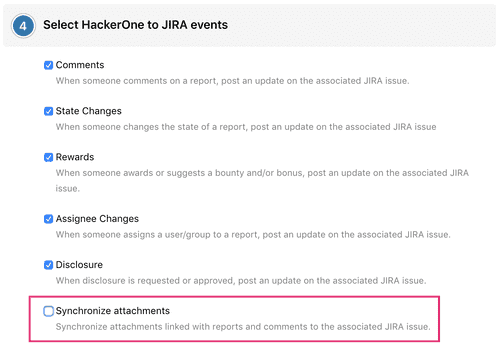 4 Select HackerOne to JIRA events
Comments
When someone comments on a report, post an update on the associated JIRA issue.
State Changes
When someone changes the state of a report, post an update on the associated JIRA issue
Rewards
When someone awards or suggests a bounty and/or bonus, post an update on the associated JIRA
issue.
Assignee Changes
When someone assigns a user/group to a report, post an update on the associated JIRA issue.
Disclosure
When disclosure is requested or approved, post an update on the associated JIRA issue.
Synchronize attachments
Synchronize attachments linked with reports and comments to the associated JIRA issue.